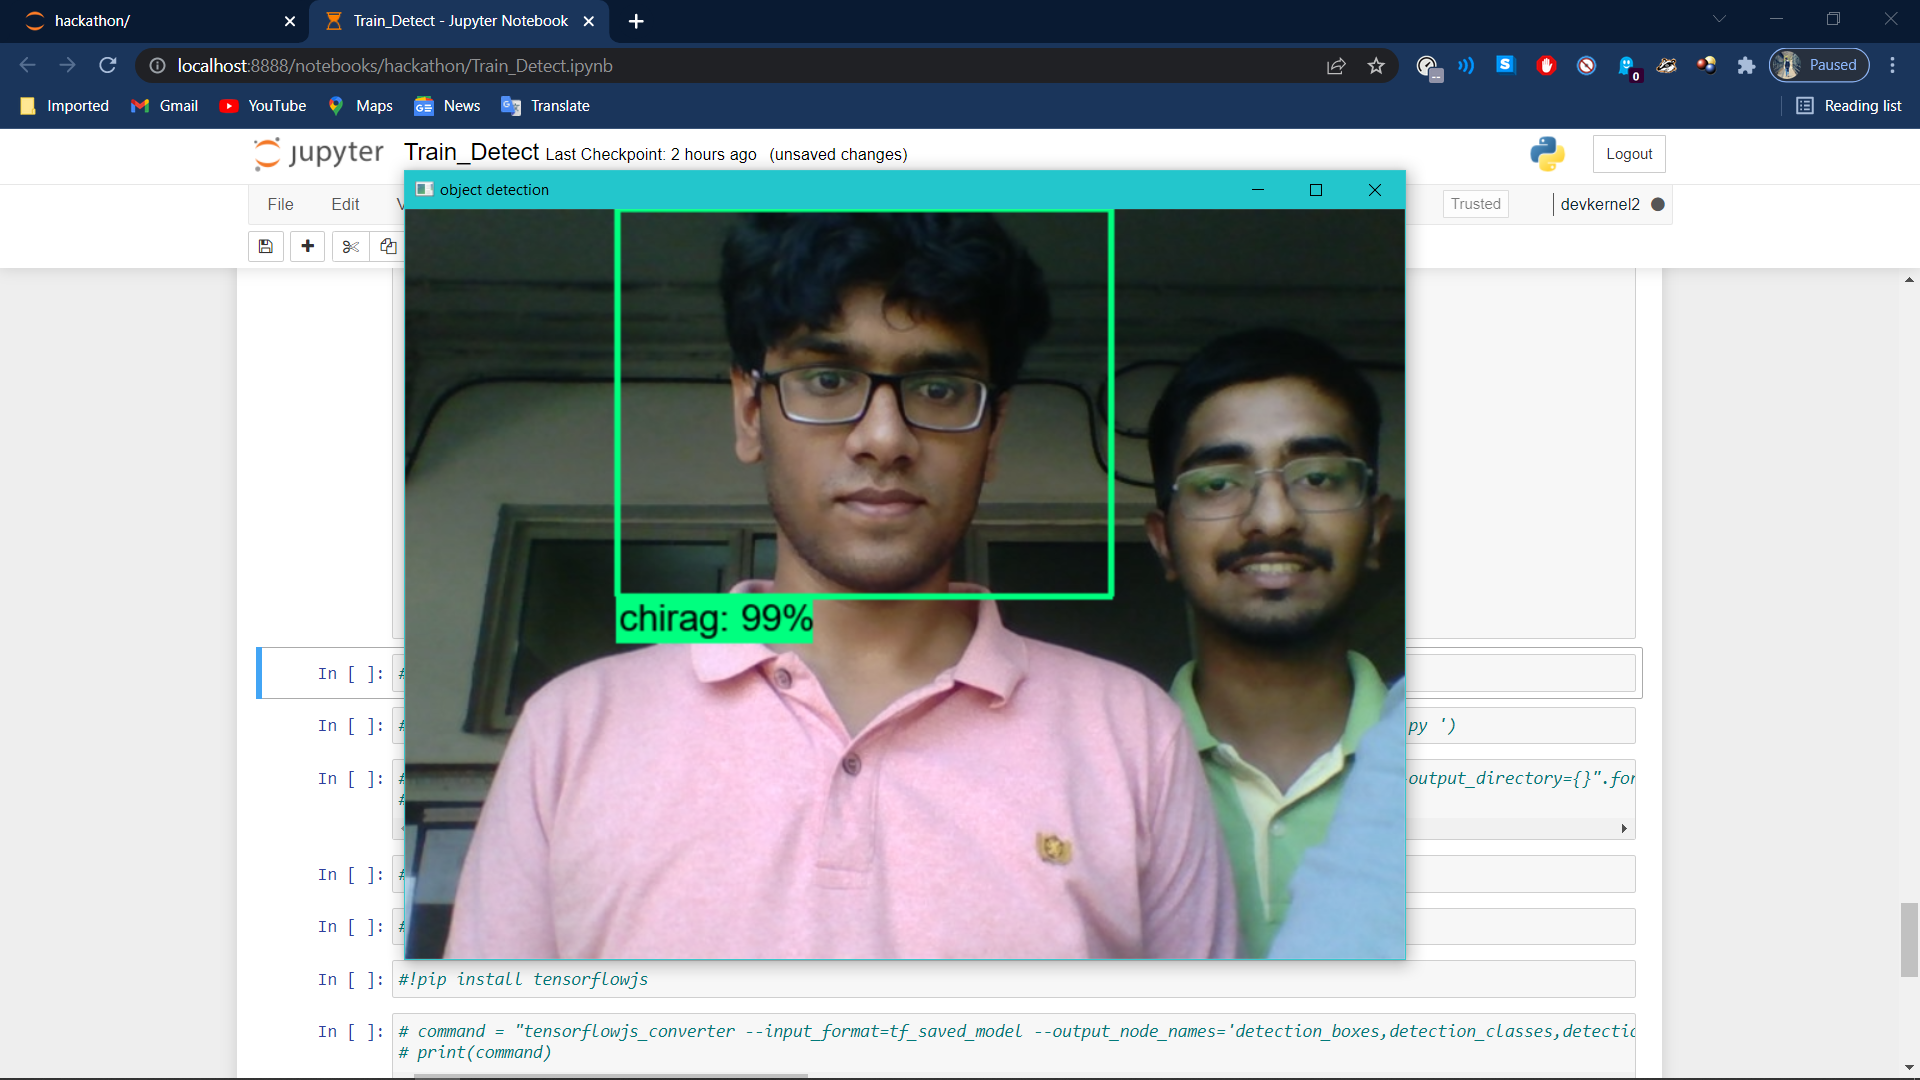 hackathon/
Train_Detect - Jupyter Notebook
localhost:8888/notebooks/hackathon/Train_Detect.ipynb
Paused
0
Imported
Gmail
YouTube
Maps
News
Translate
Reading list
jupyter
Train_Detect Last Checkpoint: 2 hours ago (unsaved changes)
Logout
object detection
File
Edit
Trusted
devkernel2
chirag: 99%
In [ ]: #
In [ ]: #
py ')
In [ ]: #
output_directory={}".for
#
In [ ]: #
In [ ]: #
In [ ]: #!pip install tensorflowjs
In [ ]: # command = "tensorflowjs_converter --input_format=tf_saved_model --output_node_names='detection_boxes,detection_classes,detectio
# print(command)